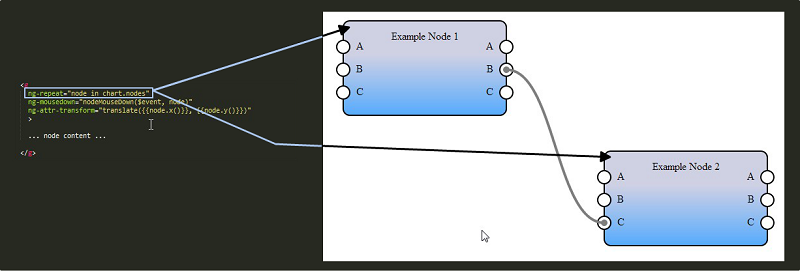 <g
ng-repeat="node in chart.nodes"
ng-mousedown="nodeMouseDown($event, node)"
ng-attr-transform="translate({{node.x()}}, {{node.y()}})"
>
... node content ...
</g>
Example Node 1
A A
B B
C C
Example Node 2
A A
B B
C C